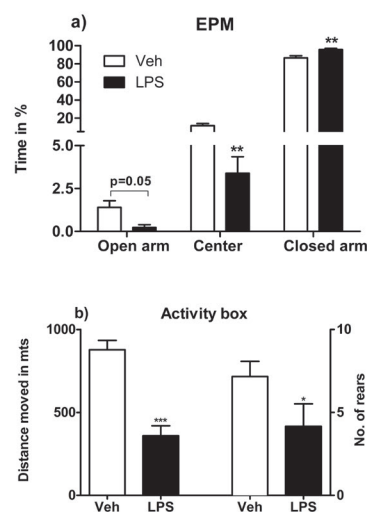 a)
EPM
Veh
LPS
Time in %
100
80
60
40
20
5.0
2.5
0.0
**
**
p=0.05
Open arm
Center
Closed arm
b)
Activity box
Distance moved in mts
1000
500
0
***
*
10
5
0
No. of rears
Veh
LPS
Veh
LPS